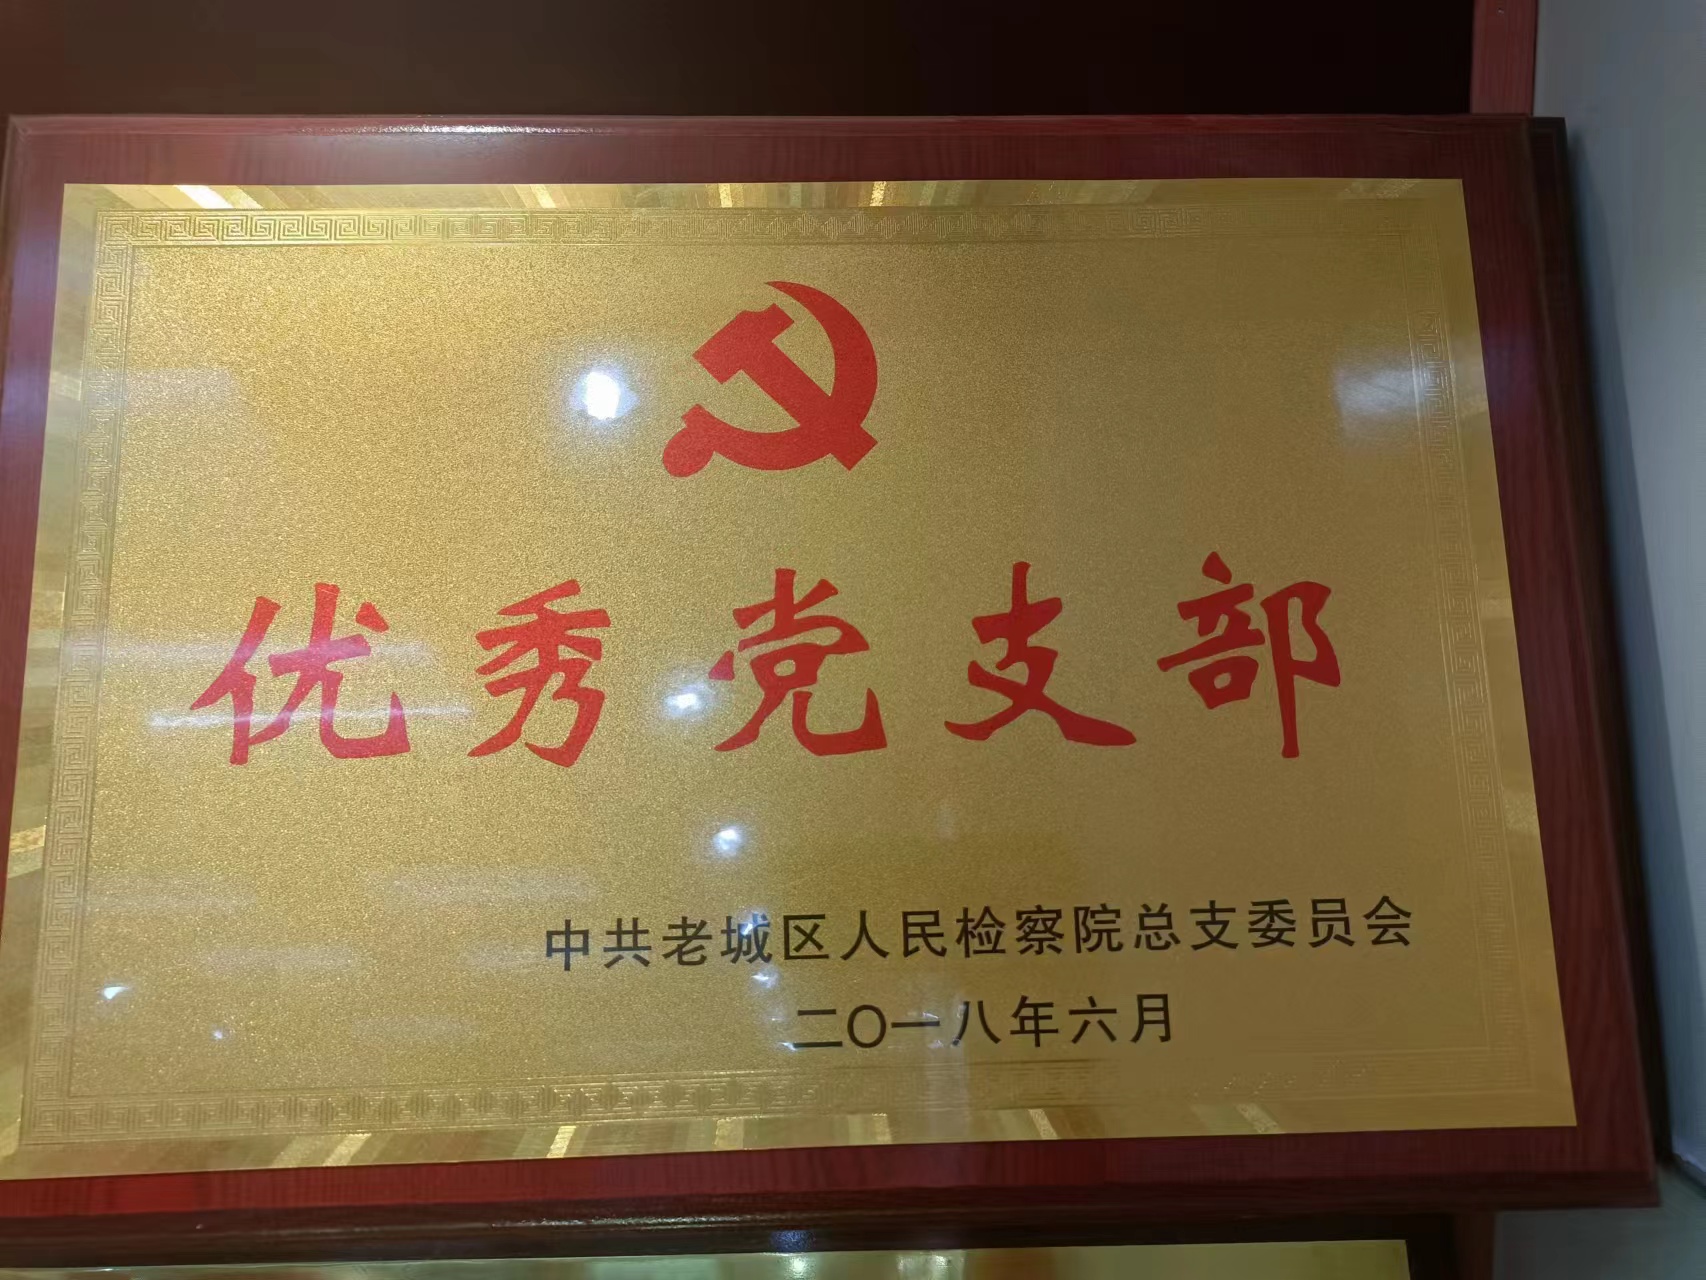 优秀党支部
中共老城区人民检察院总支委员会
二〇一八年六月